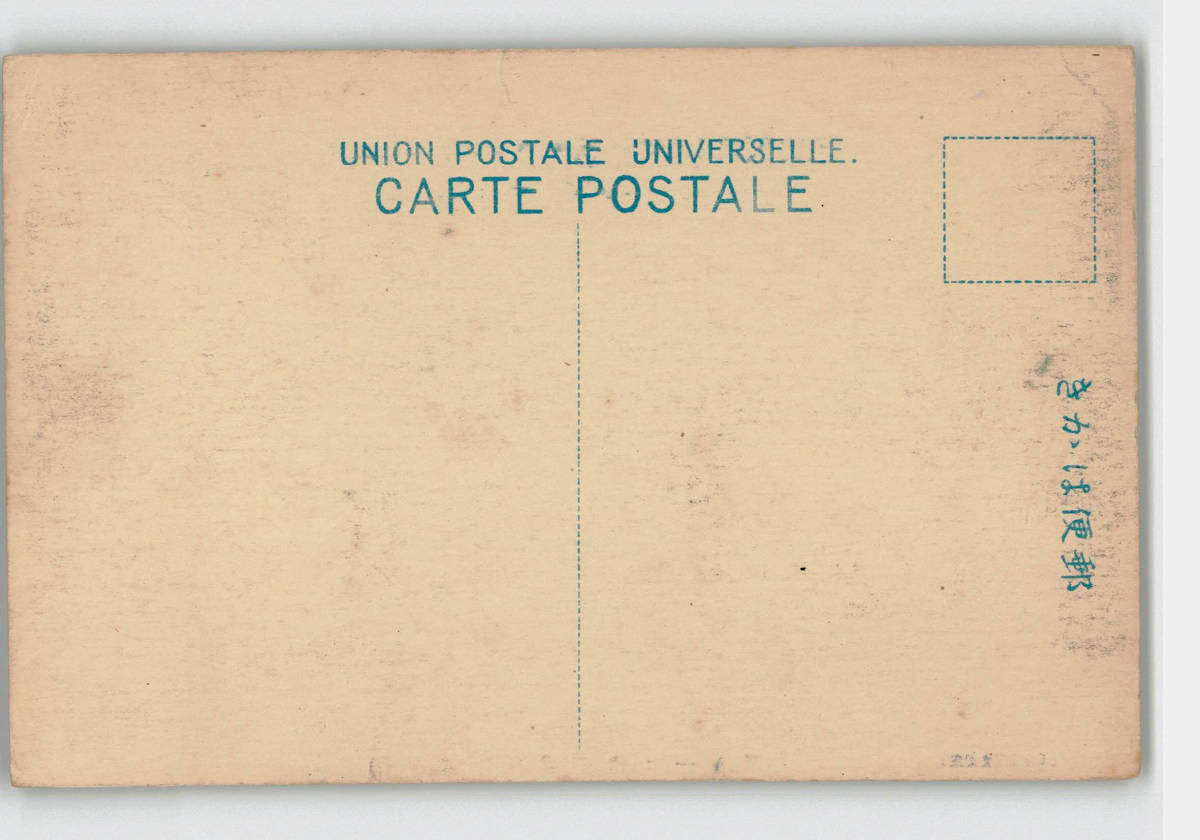 UNION POSTALE UNIVERSELLE.
CARTE POSTALE
きかは便郵